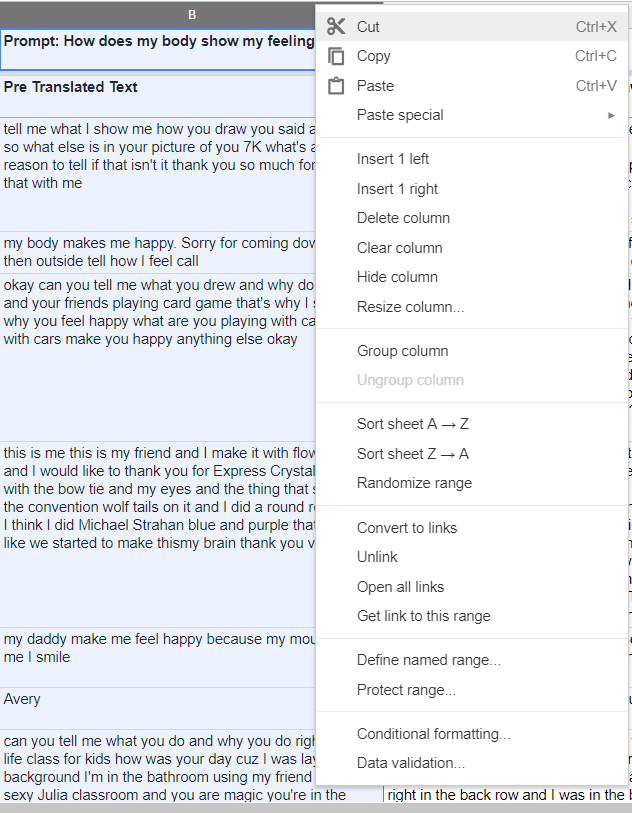 B
Prompt: How does my body show my feeling
Pre Translated Text
tell me what I show me how you draw you said a
so what else is in your picture of you 7K what's a
reason to tell if that isn't it thank you so much for
that with me
my body makes me happy. Sorry for coming dow
then outside tell how I feel call
okay can you tell me what you drew and why do
and your friends playing card game that's why I s
why you feel happy what are you playing with ca
with cars make you happy anything else okay
this is me this is my friend and I make it with flow
and I would like to thank you for Express Crystal
with the bow tie and my eyes and the thing that s
the convention wolf tails on it and I did a round r
I think I did Michael Strahan blue and purple that
like we started to make thismy brain thank you v
my daddy make me feel happy because my mou
me I smile
Avery
can you tell me what you do and why you do righ
life class for kids how was your day cuz I was lay
background I'm in the bathroom using my friend
sexy Julia classroom and you are magic you're in the
right in the back row and I was in the b
Cut Ctrl+X
Copy Ctrl+C
Paste Ctrl+V
Paste special
Insert 1 left
Insert 1 right
Delete column
Clear column
Hide column
Resize column...
Group column
Ungroup column
Sort sheet A → Z
Sort sheet Z → A
Randomize range
Convert to links
Unlink
Open all links
Get link to this range
Define named range...
Protect range...
Conditional formatting...
Data validation...